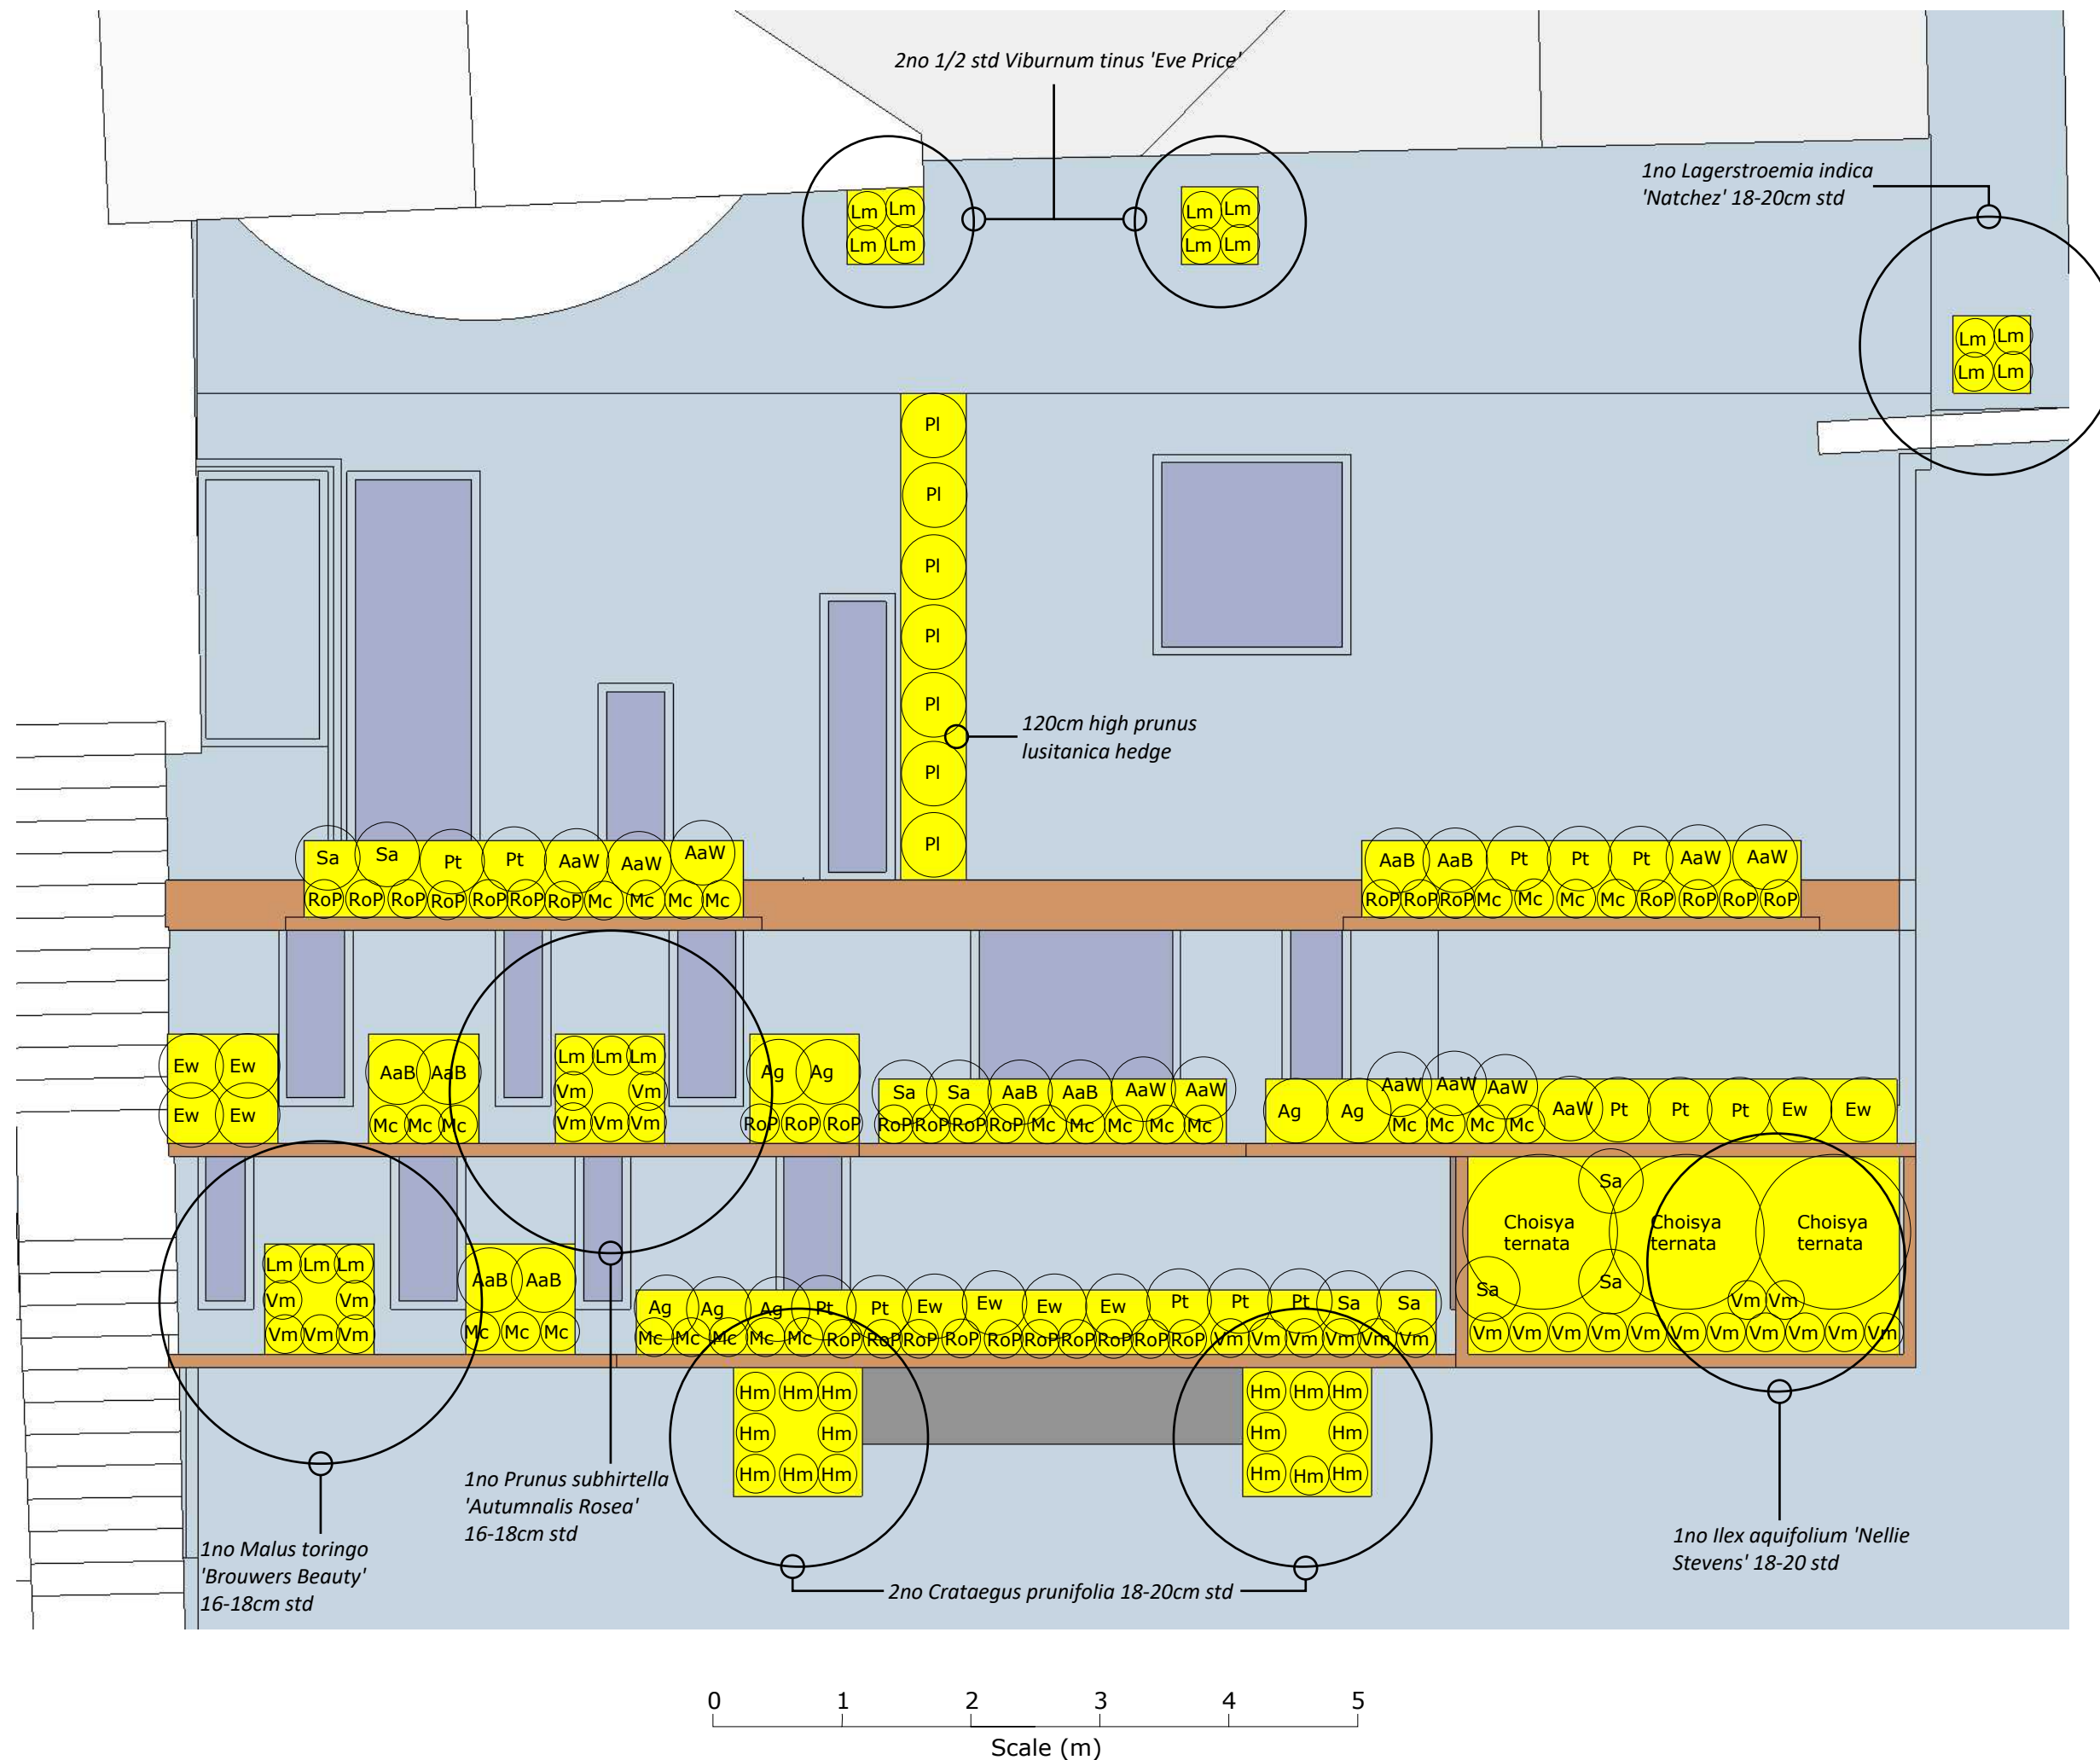 2no 1/2 std Viburnum tinus 'Eve Price'
1no Lagerstroemia indica
'Natchez' 18-20cm std
Lm Lm Lm Lm
Lm Lm Lm Lm
Lm Lm
Lm Lm
Pl
Pl
Pl
Pl
Pl
Pl
Pl
120cm high prunus
lusitanica hedge
Sa Sa Pt Pt AaW AaW AaW
RoP RoP RoP RoP RoP RoP RoP Mc Mc Mc Mc
AaB AaB Pt Pt Pt AaW AaW
RoP RoP RoP Mc Mc Mc Mc RoP RoP RoP RoP
Ew Ew
Ew Ew
AaB AaB
Mc Mc Mc
Lm Lm Lm
Vm Vm
Vm Vm Vm
Ag Ag
RoP RoP RoP
Sa Sa AaB AaB AaW AaW
RoP RoP RoP RoP Mc Mc Mc Mc Mc
Ag Ag AaW AaW AaW AaW Pt Pt Pt Ew Ew
Mc Mc Mc Mc
Lm Lm Lm
Vm Vm
Vm Vm Vm
AaB AaB
Mc Mc Mc
Ag Ag Ag Pt Pt Ew Ew Ew Ew Pt Pt Pt Sa Sa
Mc Mc Mc Mc Mc RoP RoP RoP RoP RoP RoP RoP RoP RoP RoP Vm Vm Vm Vm Vm Vm
Sa
Choisya Choisya Choisya
ternata ternata ternata
Sa Sa
Vm Vm
Vm Vm Vm Vm Vm Vm Vm Vm Vm Vm Vm
Hm Hm Hm
Hm Hm
Hm Hm Hm
Hm Hm Hm
Hm Hm
Hm Hm Hm
1no Prunus subhirtella
'Autumnalis Rosea'
16-18cm std
1no Malus toringo
'Brouwers Beauty'
16-18cm std
2no Crataegus prunifolia 18-20cm std
1no Ilex aquifolium 'Nellie
Stevens' 18-20 std
0 1 2 3 4 5
Scale (m)